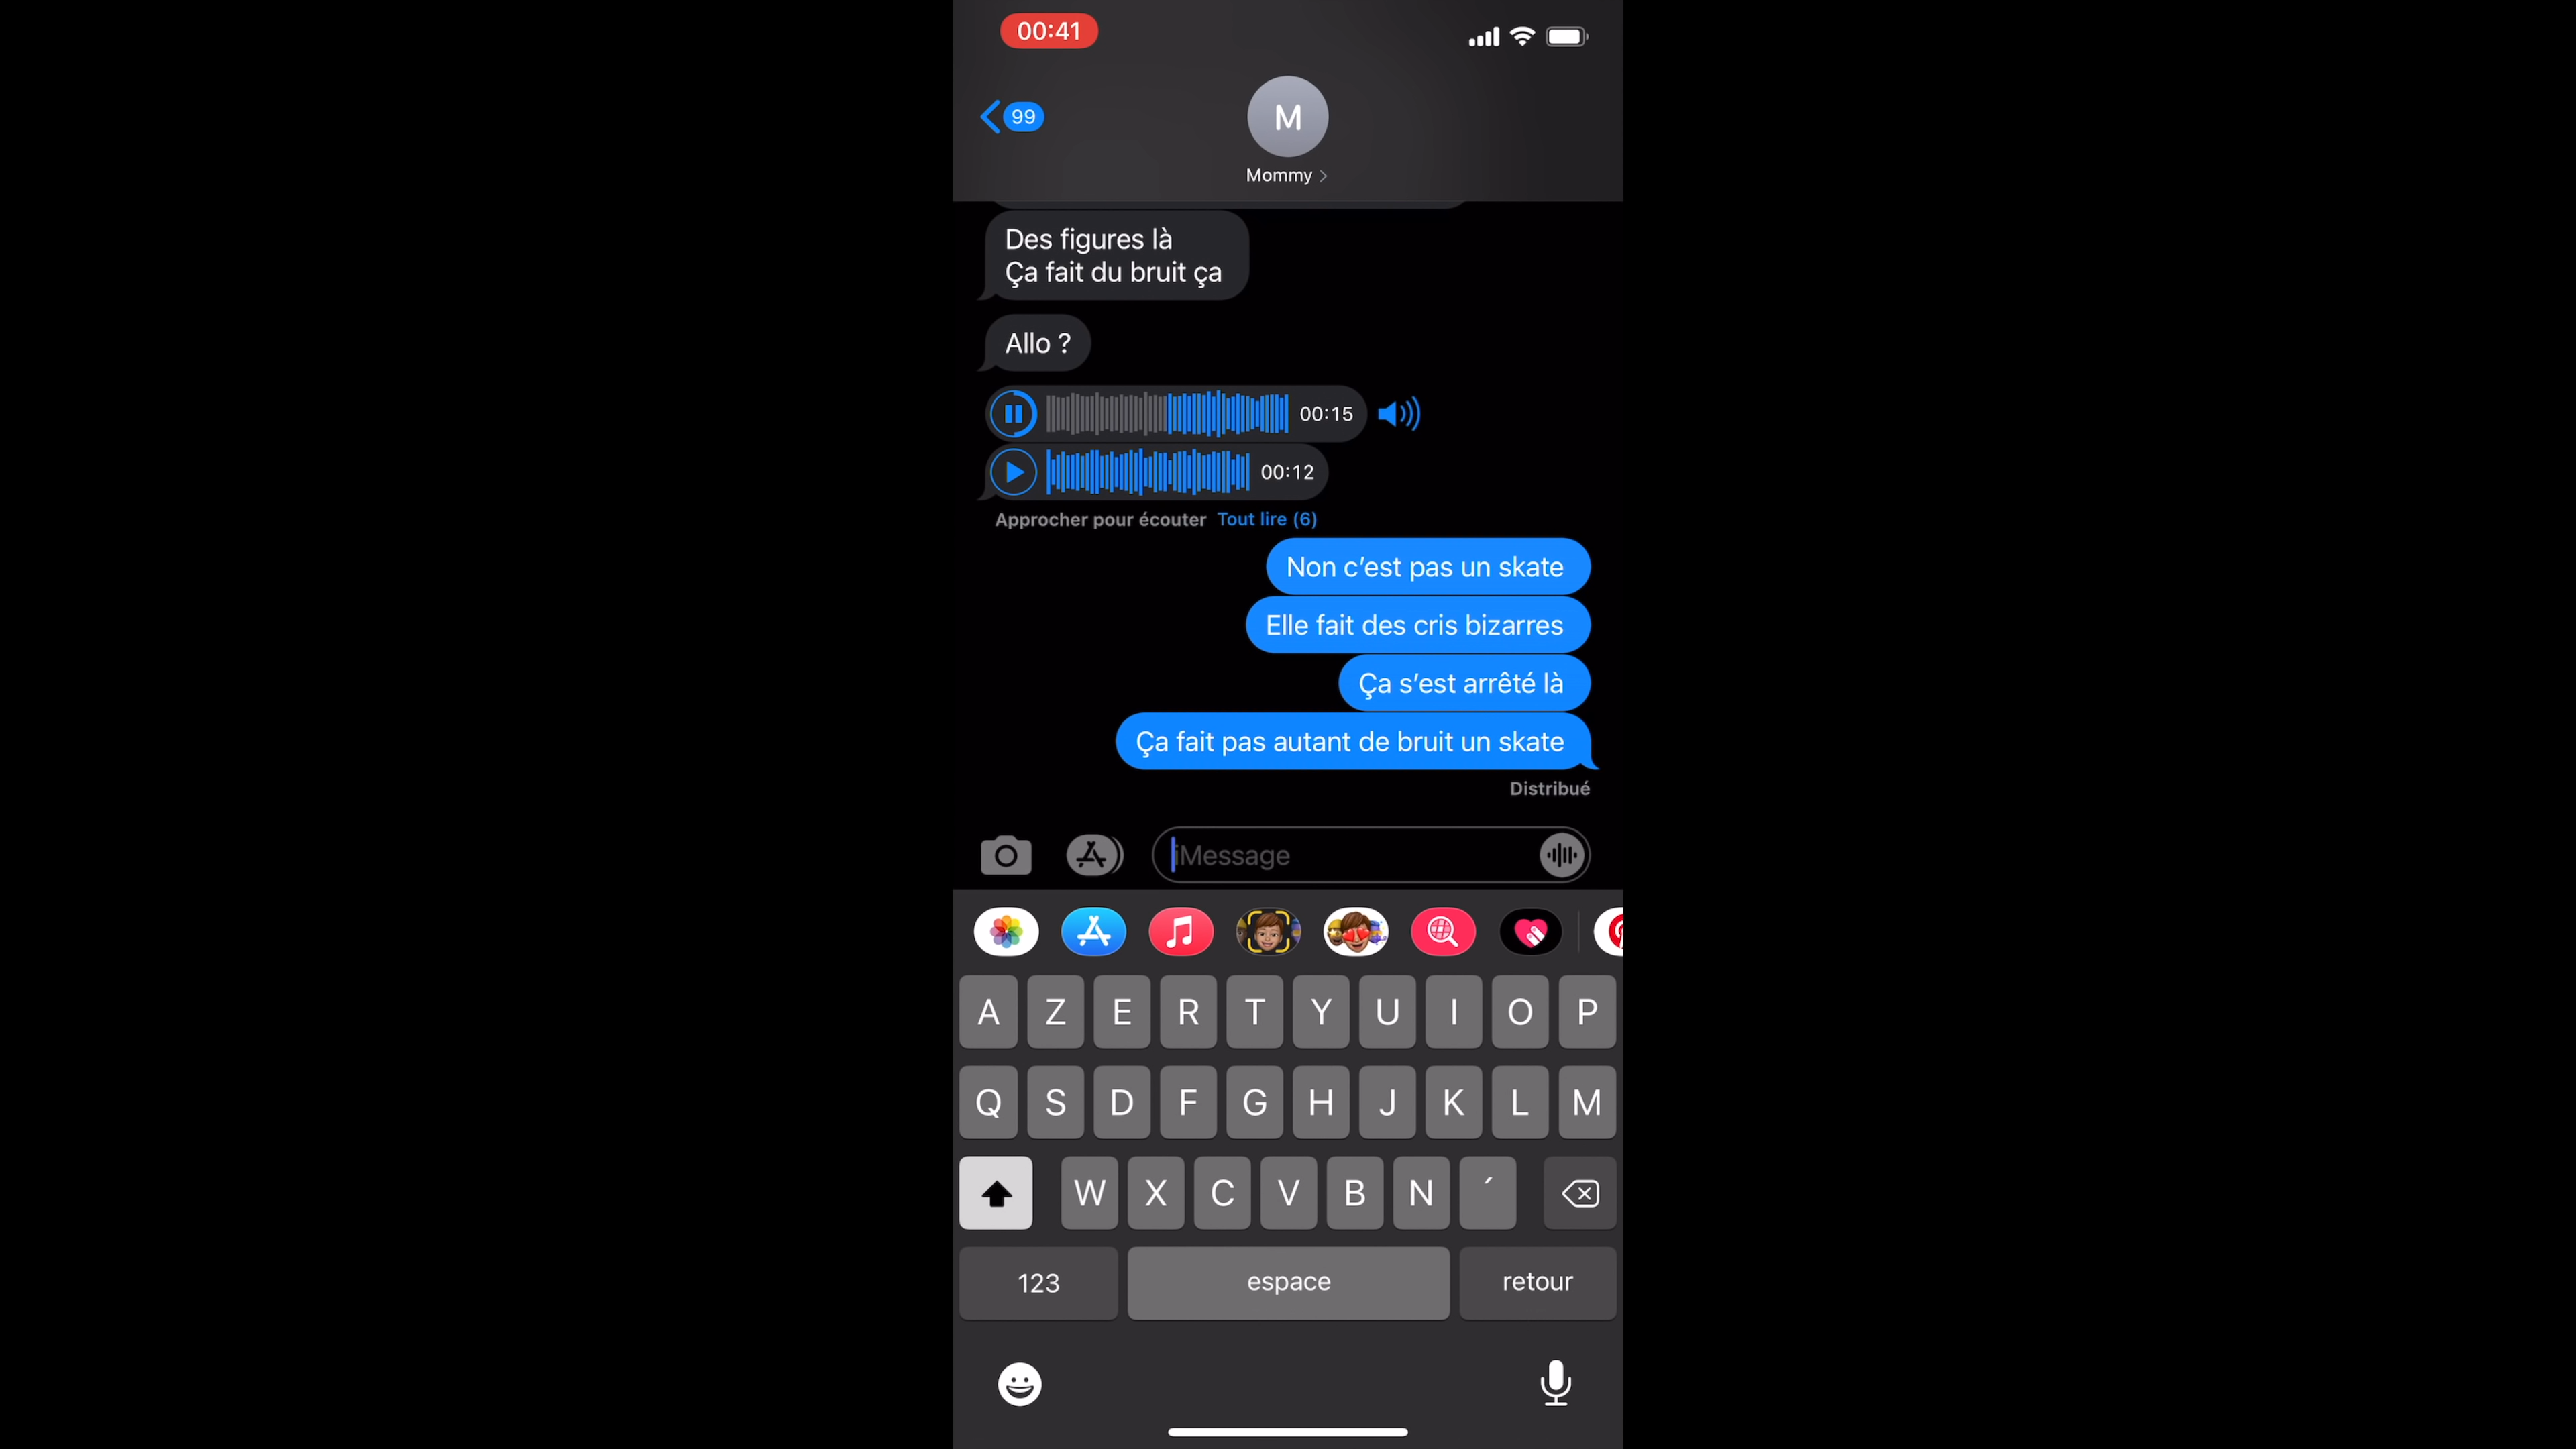 00:41
99
M
Mommy
Des figures là
Ça fait du bruit ça
Allo ?
00:15
00:12
Approcher pour écouter Tout lire (6)
Non c’est pas un skate
Elle fait des cris bizarres
Ça s’est arrêté là
Ça fait pas autant de bruit un skate
Distribué
iMessage
A Z E R T Y U I O P
Q S D F G H J K L M
W X C V B N ´
123 espace retour